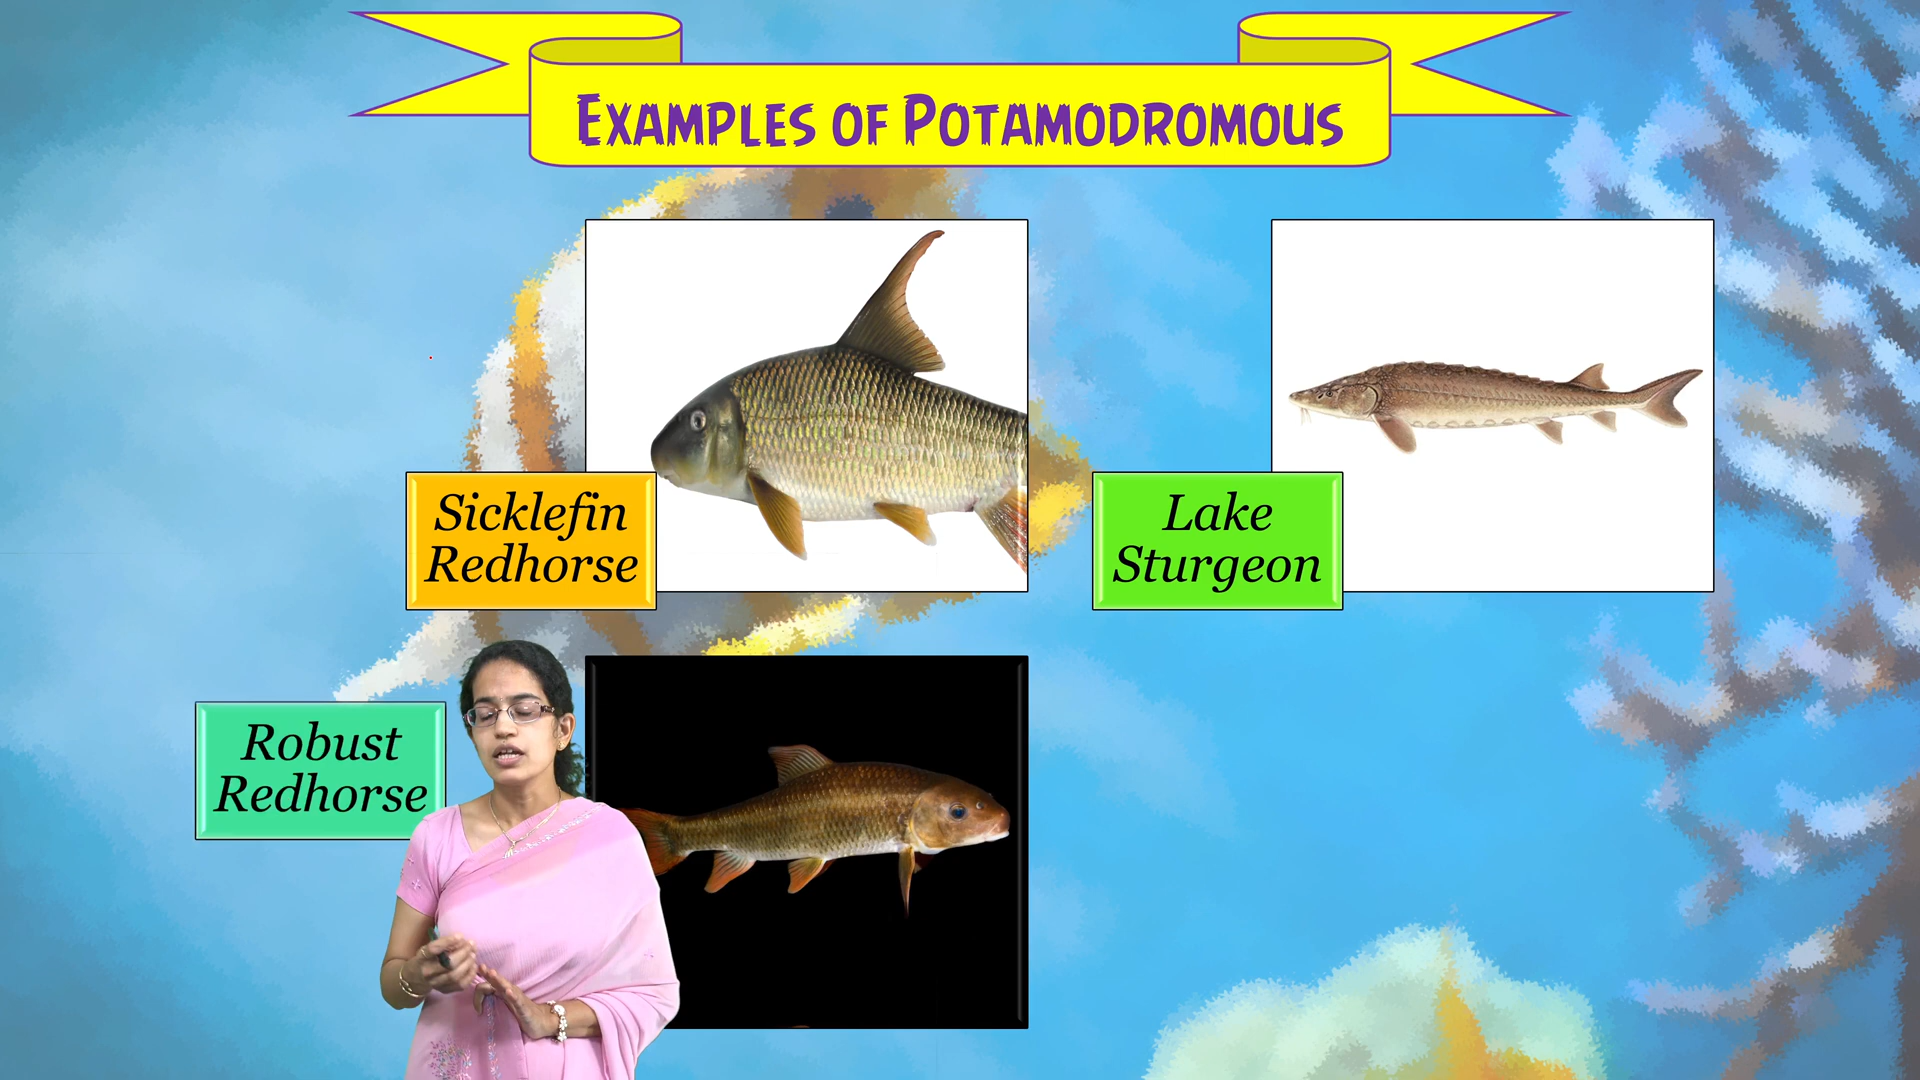 EXAMPLES OF POTAMODROMOUS
Sicklefin
Redhorse
Lake
Sturgeon
Robust
Redhorse